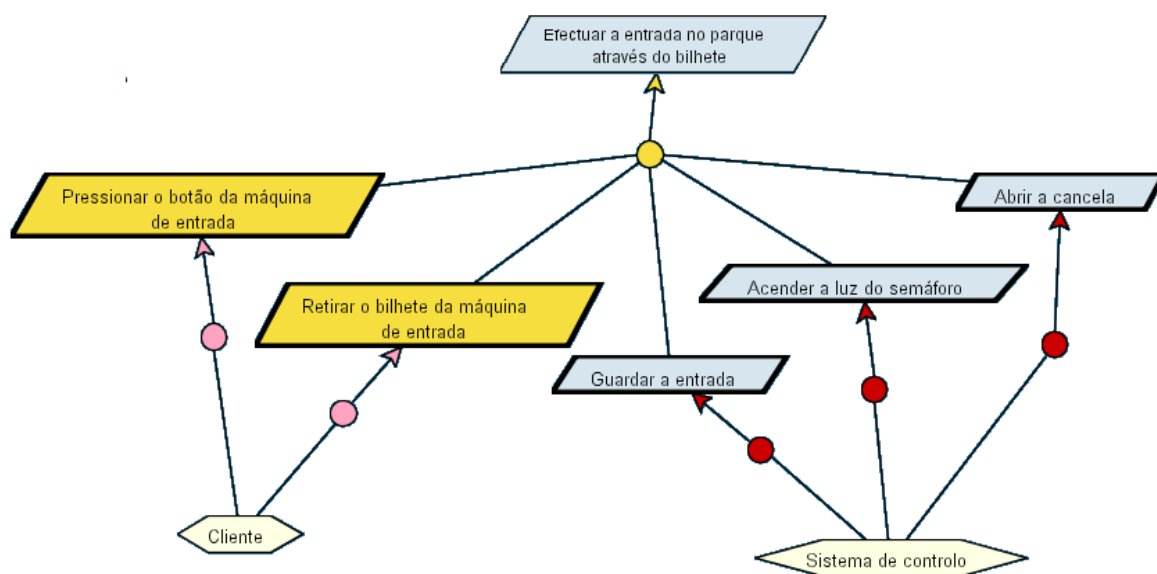 Efectuar a entrada no parque
através do bilhete
Pressionar o botão da máquina
de entrada
Abrir a cancela
Retirar o bilhete da máquina
de entrada
Acender a luz do semáforo
Guardar a entrada
Cliente
Sistema de controlo